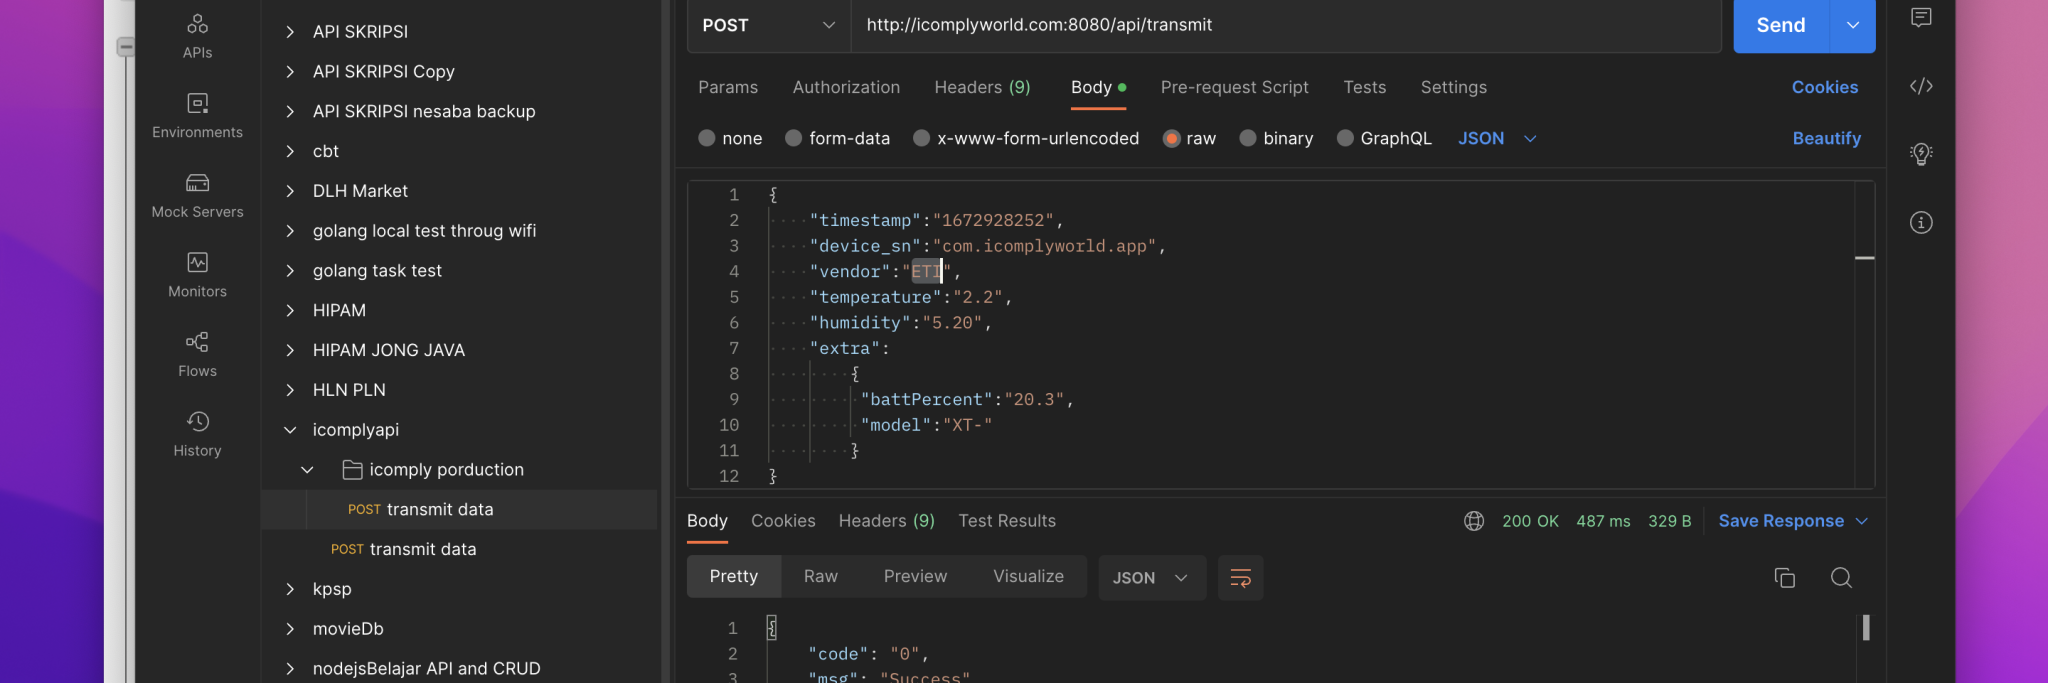 APIs
Environments
Mock Servers
Monitors
Flows
History
API SKRIPSI
API SKRIPSI Copy
API SKRIPSI nesaba backup
cbt
DLH Market
golang local test throug wifi
golang task test
HIPAM
HIPAM JONG JAVA
HLN PLN
icomplyapi
icomply porduction
POST transmit data
POST transmit data
kpsp
movieDb
nodejsBelajar API and CRUD
POST http://icomplyworld.com:8080/api/transmit Send
Params Authorization Headers (9) Body Pre-request Script Tests Settings Cookies
none form-data x-www-form-urlencoded raw binary GraphQL JSON Beautify
1 {
2 "timestamp":"1672928252",
3 "device_sn":"com.icomplyworld.app",
4 "vendor":"ETI",
5 "temperature":"2.2",
6 "humidity":"5.20",
7 "extra":
8 {
9 "battPercent":"20.3",
10 "model":"XT-"
11 }
12 }
Body Cookies Headers (9) Test Results 200 OK 487 ms 329 B Save Response
Pretty Raw Preview Visualize JSON
1 {
2 "code": "0",
3 "msg": "Success"